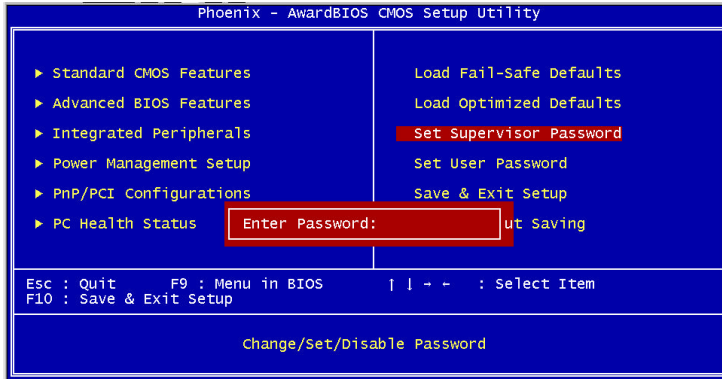 Phoenix - AwardBIOS CMOS Setup Utility
▶ Standard CMOS Features
▶ Advanced BIOS Features
▶ Integrated Peripherals
▶ Power Management Setup
▶ PnP/PCI Configurations
▶ PC Health Status
Load Fail-Safe Defaults
Load Optimized Defaults
Set Supervisor Password
Set User Password
Save & Exit Setup
ut Saving
Enter Password:
Esc : Quit F9 : Menu in BIOS ↑ ↓ → ← : Select Item
F10 : Save & Exit Setup
Change/Set/Disable Password